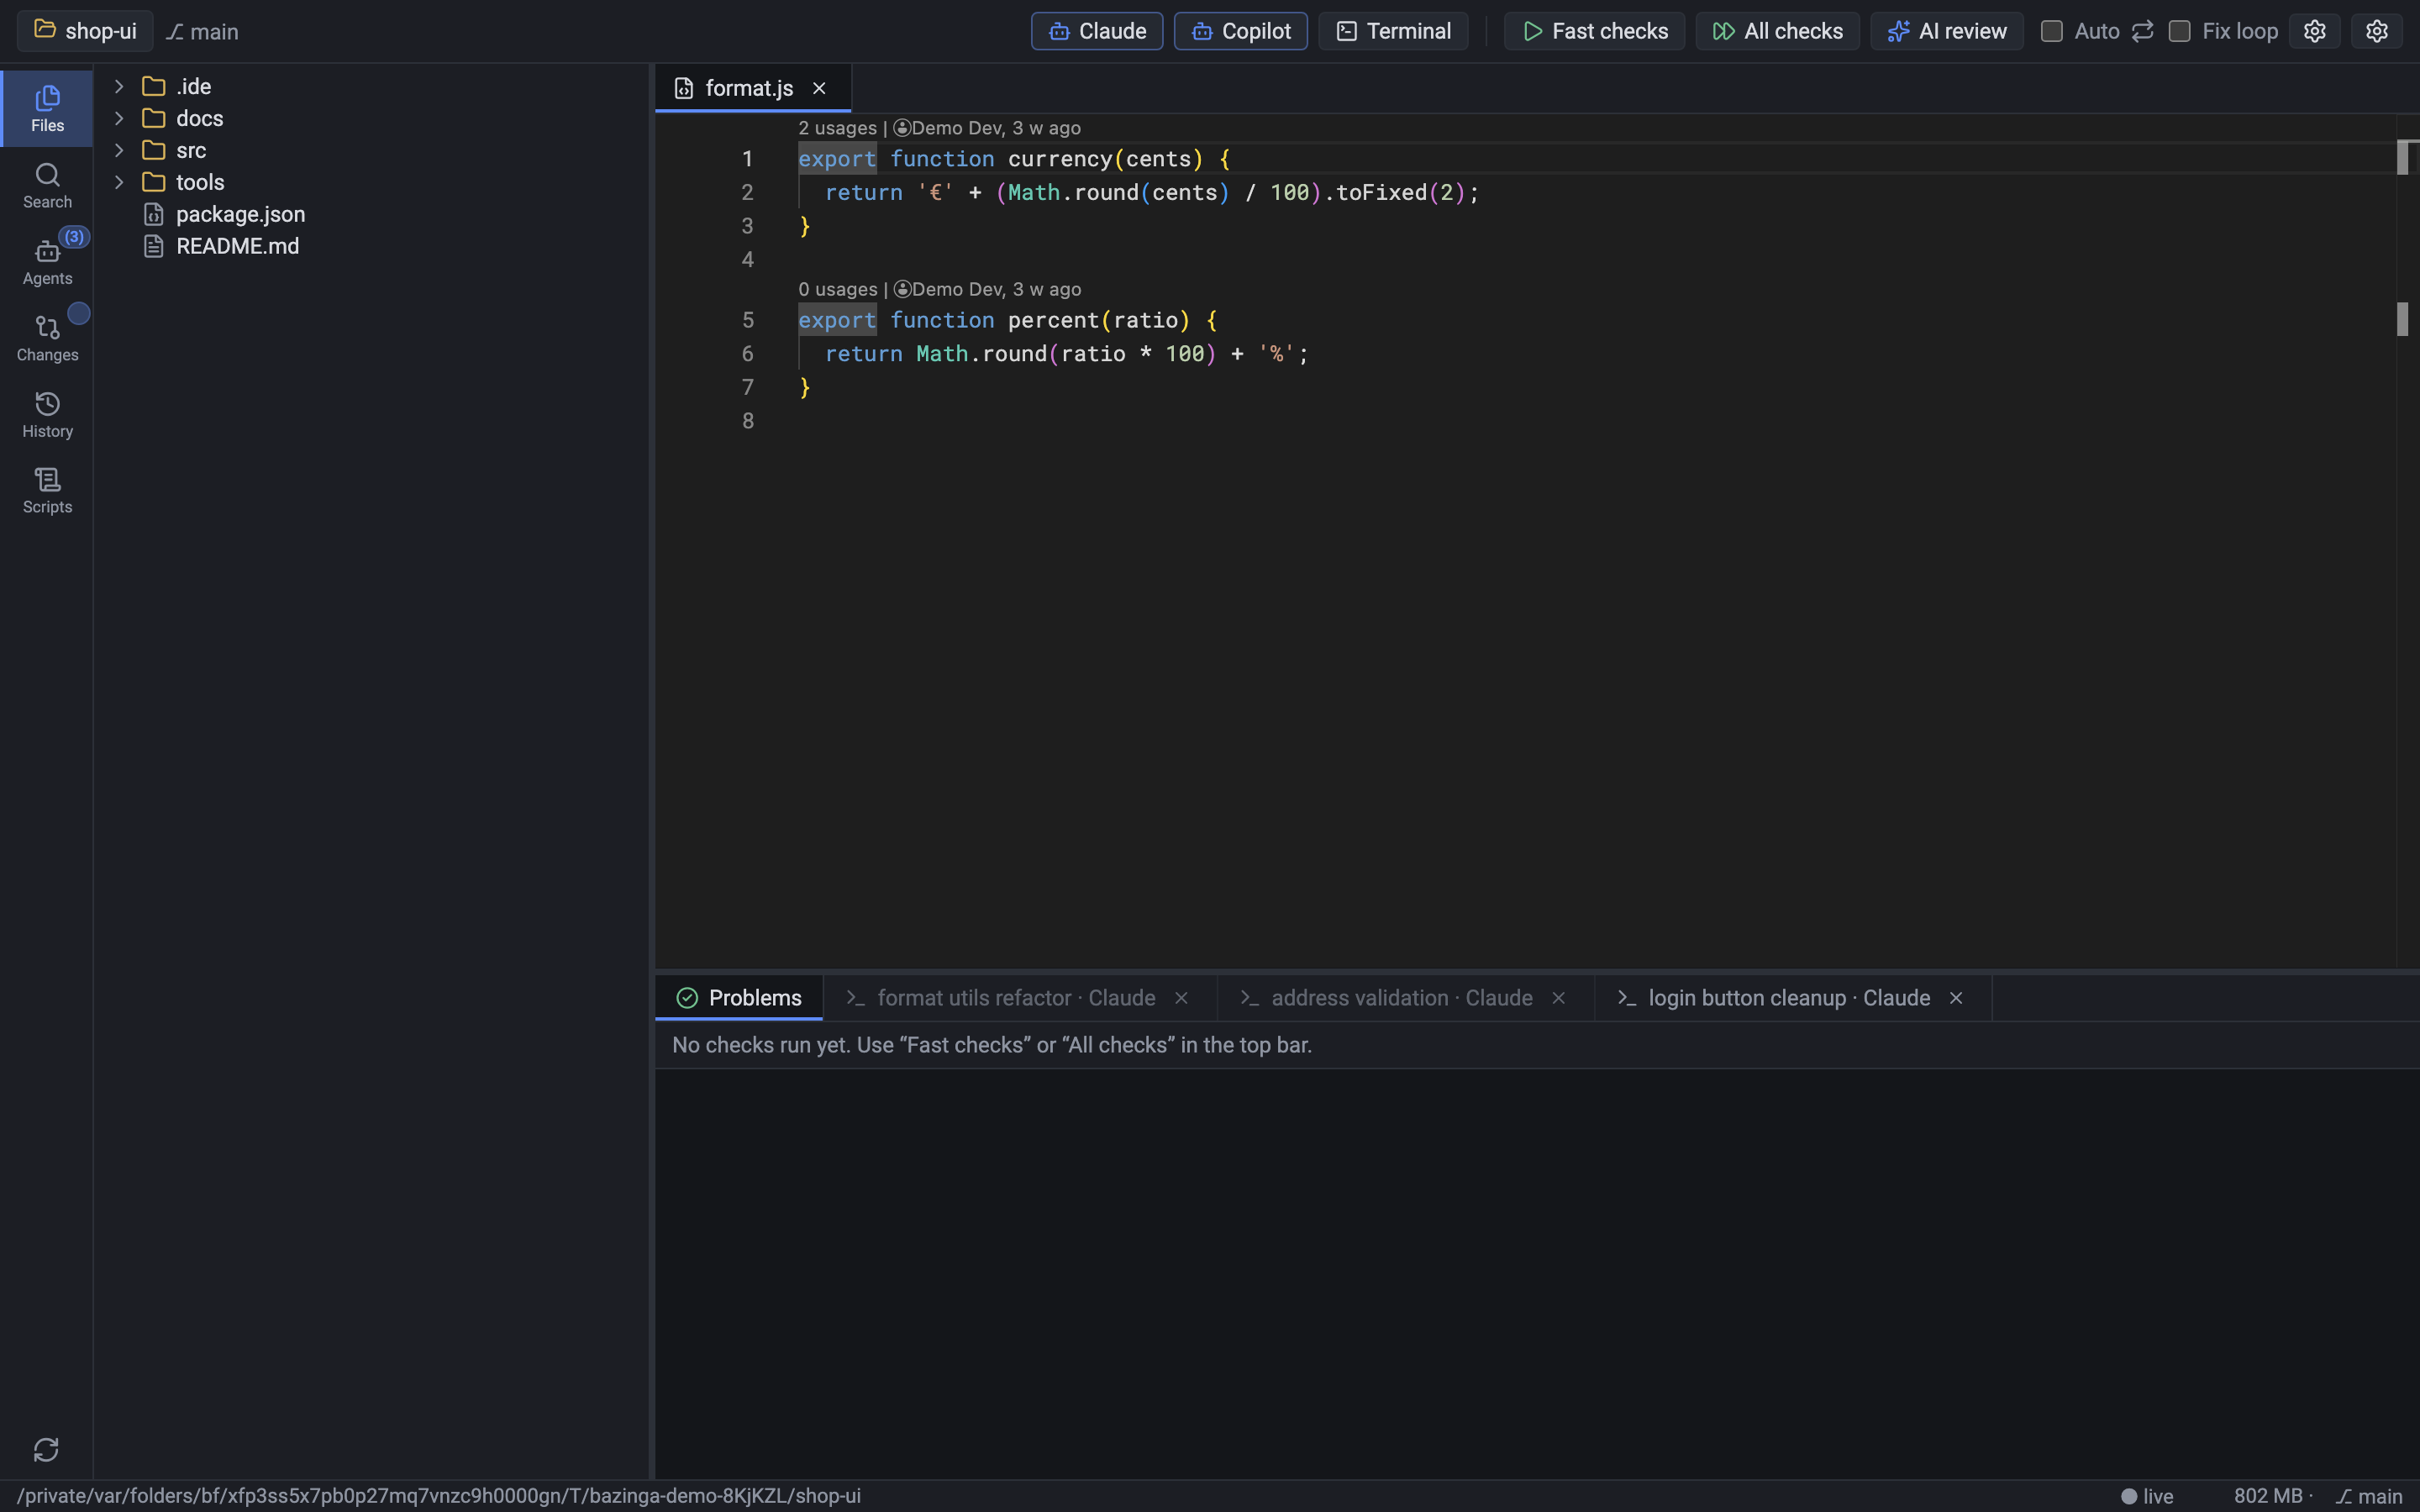 shop-ui main Claude Copilot Terminal Fast checks All checks AI review Auto Fix loop
Files
Search
(3)
Agents
Changes
History
Scripts
.ide
docs
src
tools
package.json
README.md
format.js
2 usages | Demo Dev, 3 w ago
1 export function currency(cents) {
2 return '€' + (Math.round(cents) / 100).toFixed(2);
3 }
4
0 usages | Demo Dev, 3 w ago
5 export function percent(ratio) {
6 return Math.round(ratio * 100) + '%';
7 }
8
Problems format utils refactor · Claude address validation · Claude login button cleanup · Claude
No checks run yet. Use “Fast checks” or “All checks” in the top bar.
/private/var/folders/bf/xfp3ss5x7pb0p27mq7vnzc9h0000gn/T/bazinga-demo-8KjKZL/shop-ui live 802 MB · main